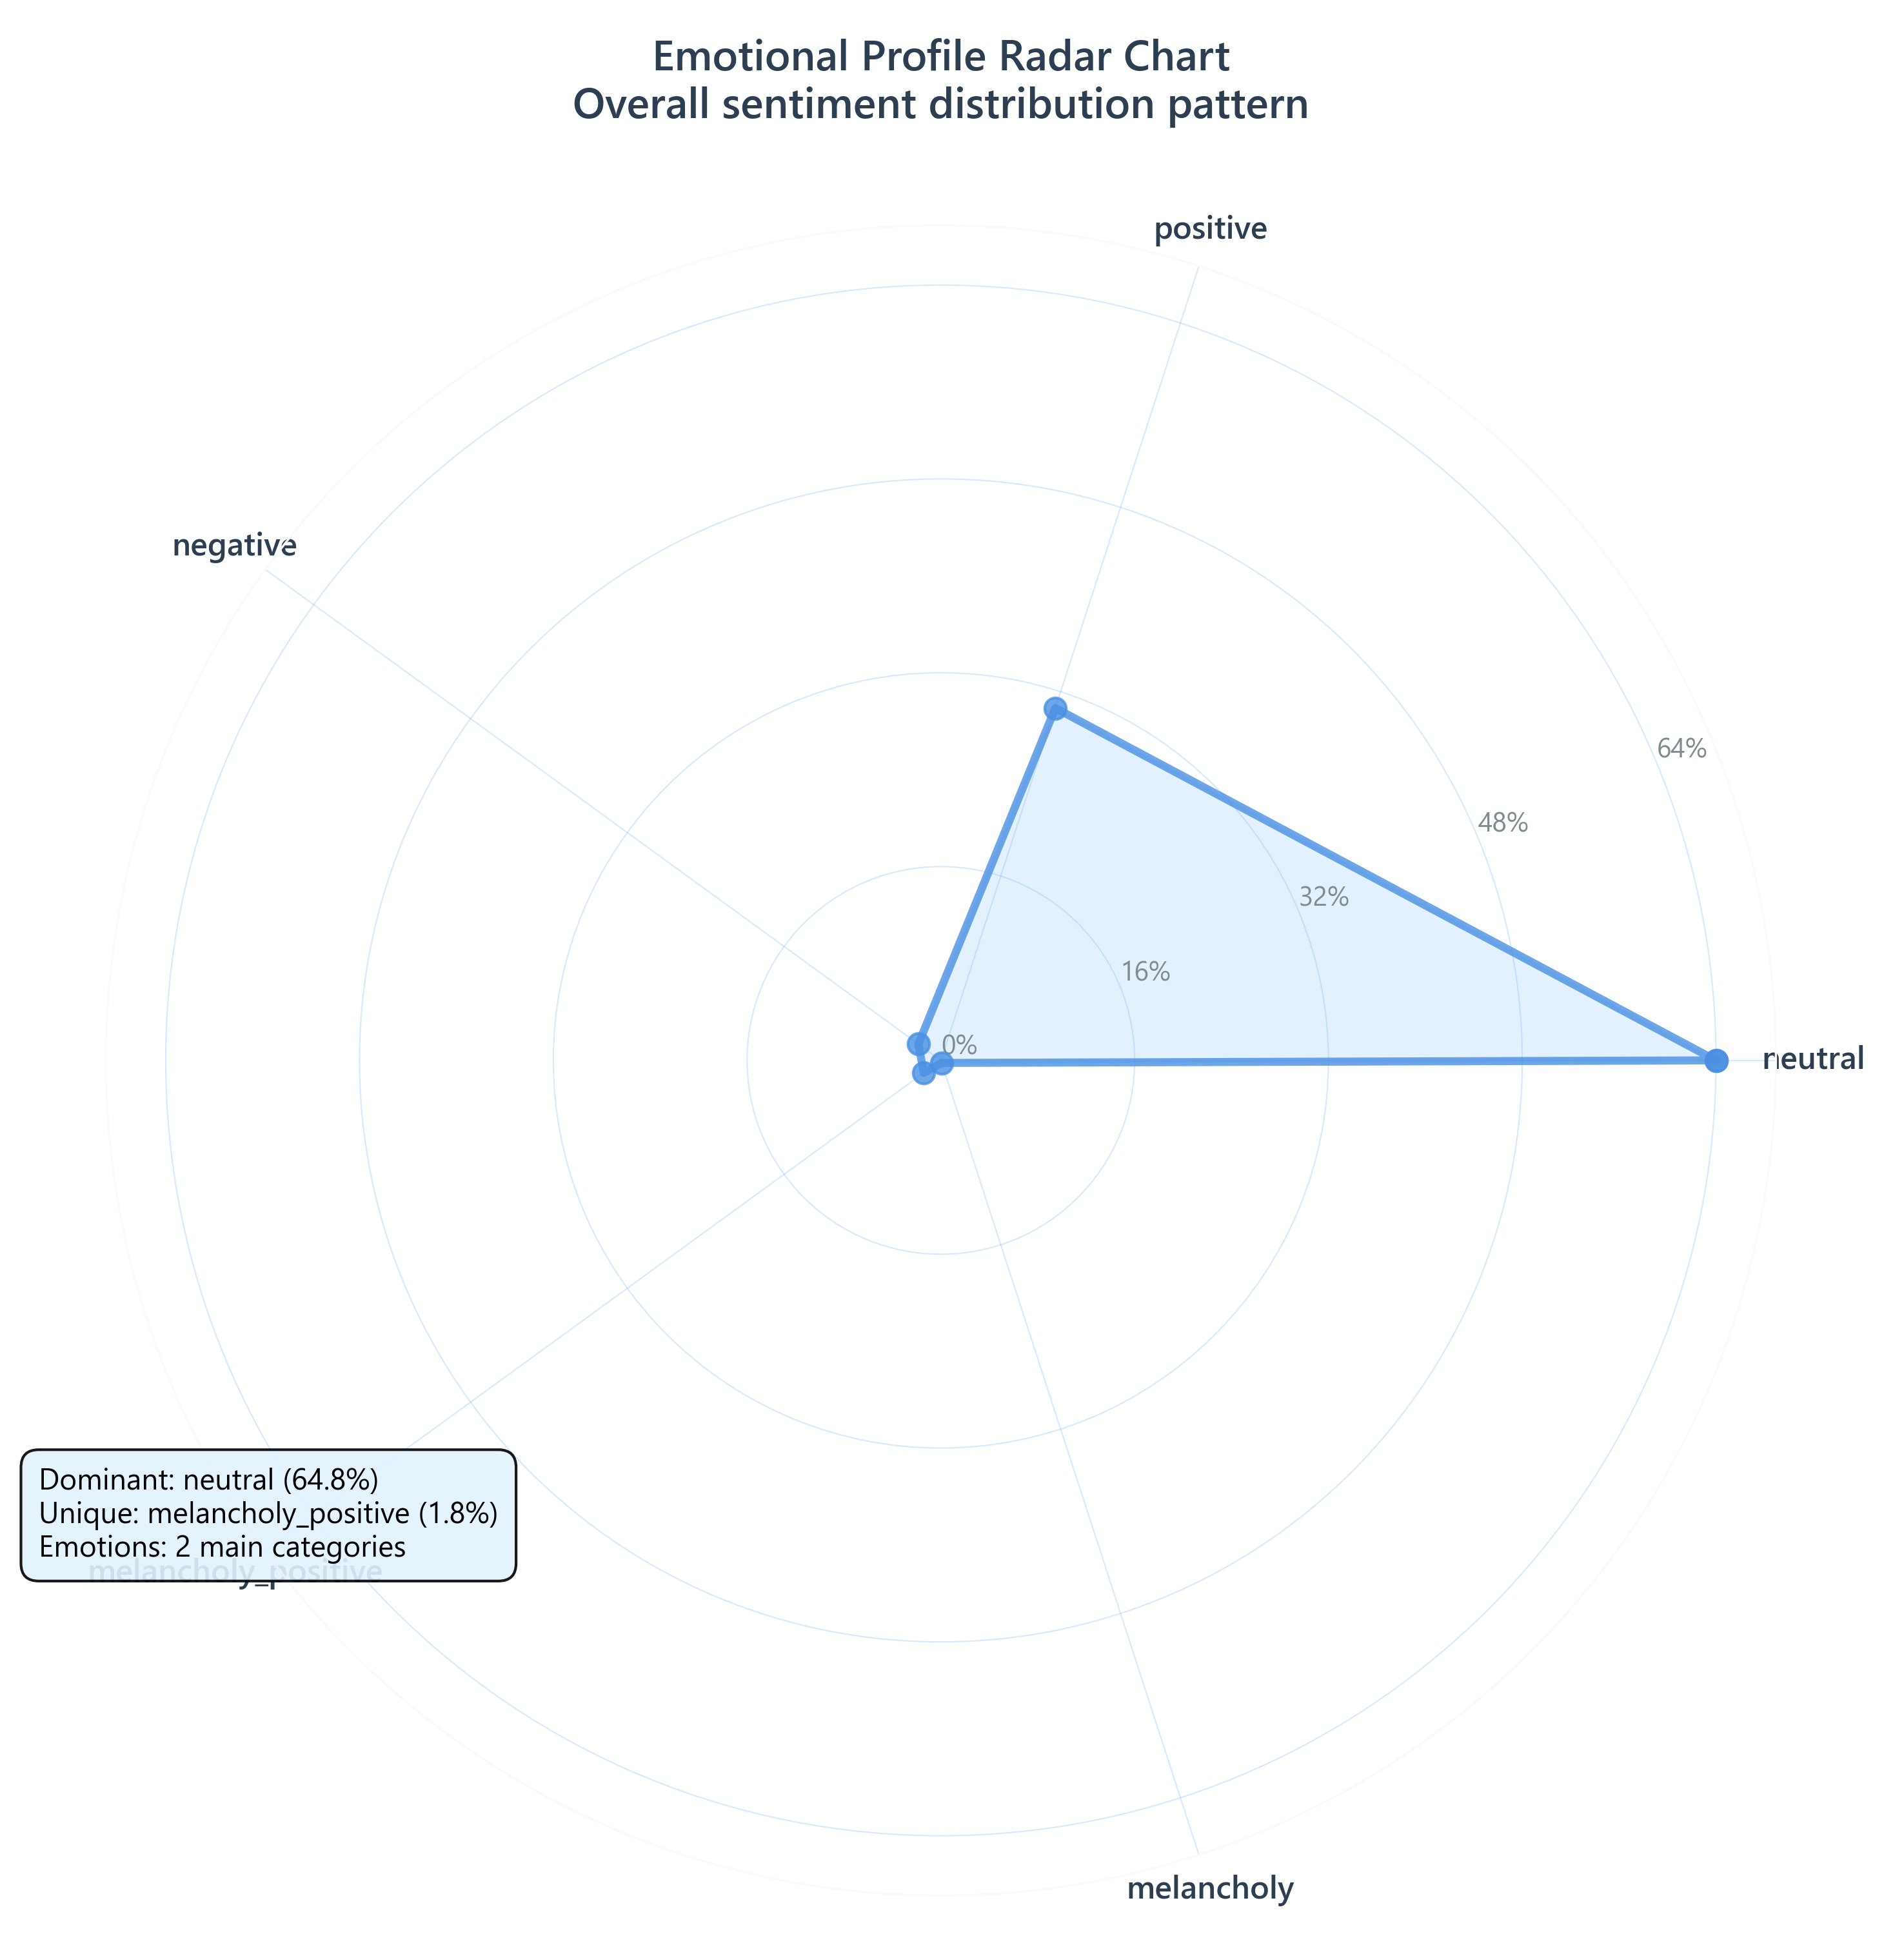 Emotional Profile Radar Chart
Overall sentiment distribution pattern
positive
negative
64%
48%
32%
16%
0%
neutral
Dominant: neutral (64.8%)
Unique: melancholy_positive (1.8%)
Emotions: 2 main categories
melancholy_positive
melancholy